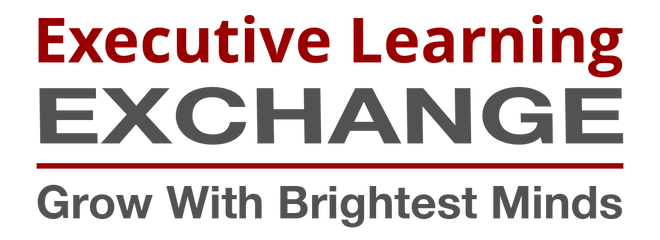 Executive Learning
EXCHANGE
Grow With Brightest Minds